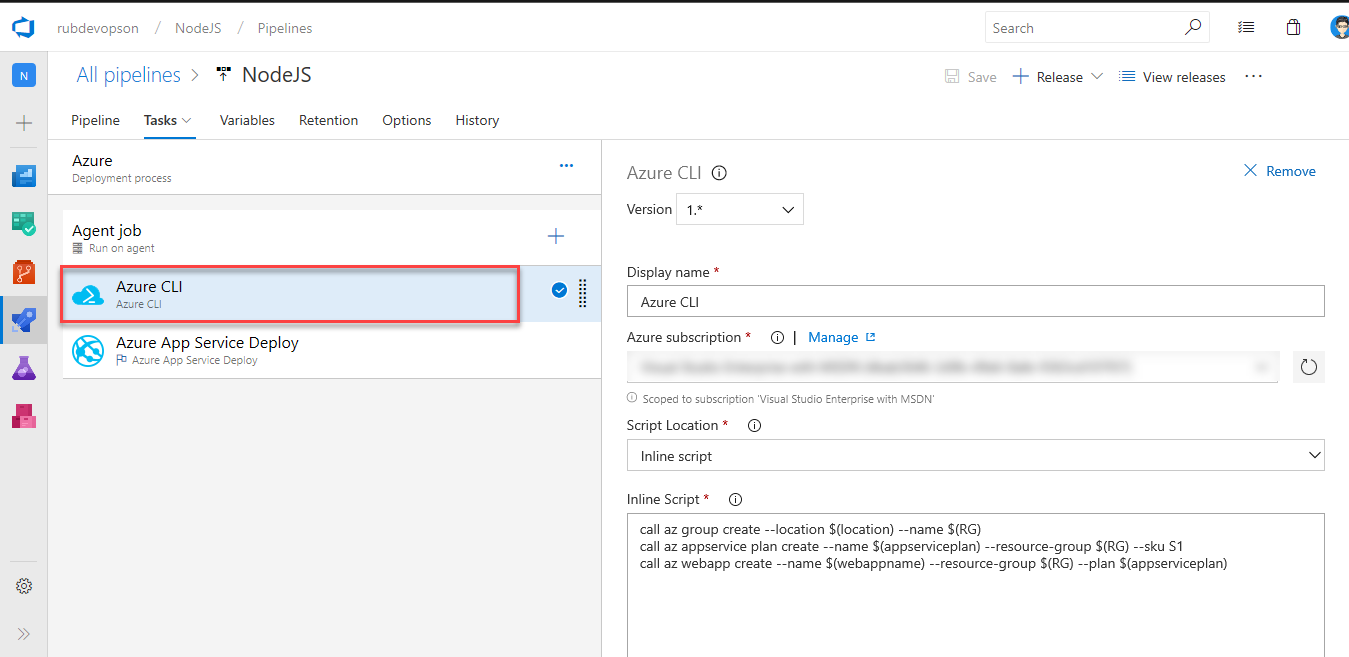 rubdevopson / NodeJS / Pipelines
Search
N
All pipelines > NodeJS
Save
Release
View releases
Pipeline
Tasks
Variables
Retention
Options
History
Azure
Deployment process
Agent job
Run on agent
Azure CLI
Azure CLI
Azure App Service Deploy
Azure App Service Deploy
Azure CLI
Remove
Version 1.*
Display name *
Azure CLI
Azure subscription * | Manage
Scoped to subscription 'Visual Studio Enterprise with MSDN'
Script Location *
Inline script
Inline Script *
call az group create --location $(location) --name $(RG)
call az appservice plan create --name $(appserviceplan) --resource-group $(RG) --sku S1
call az webapp create --name $(webappname) --resource-group $(RG) --plan $(appserviceplan)